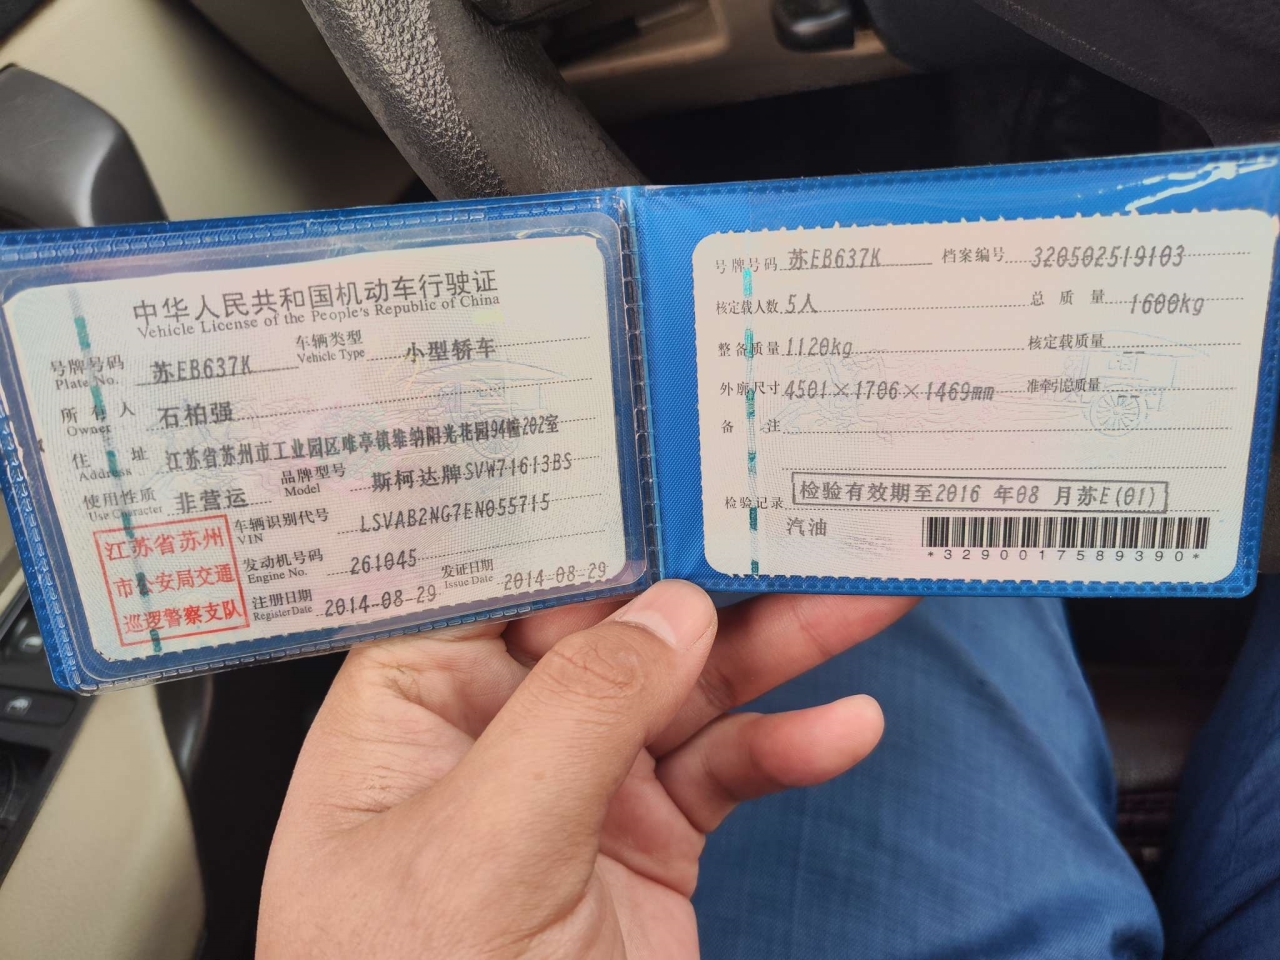 中华人民共和国机动车行驶证
Vehicle License of the People's Republic of China
号牌号码 苏EB637K 车辆类型 小型轿车
Plate No. Vehicle Type
所有人 石柏强
Owner
住址 江苏省苏州市工业园区唯亭镇维纳阳光花园94幢202室
Address
使用性质 非营运 品牌型号 斯柯达牌SVW71613BS
Use Character Model
车辆识别代号 LSVAB2NG7EN055715
VIN
发动机号码 261045
Engine No.
注册日期 2014-08-29 发证日期 2014-08-29
Register Date Issue Date
江苏省苏州
市公安局交通
巡逻警察支队
号牌号码 苏EB637K 档案编号 320502519103
核定载人数 5人 总质量 1600kg
整备质量 1120kg 核定载质量 --
外廓尺寸 4501×1706×1469mm 准牵引总质量 --
备注
检验记录 检验有效期至2016 年08 月苏E(01)
汽油
*3290017589390*